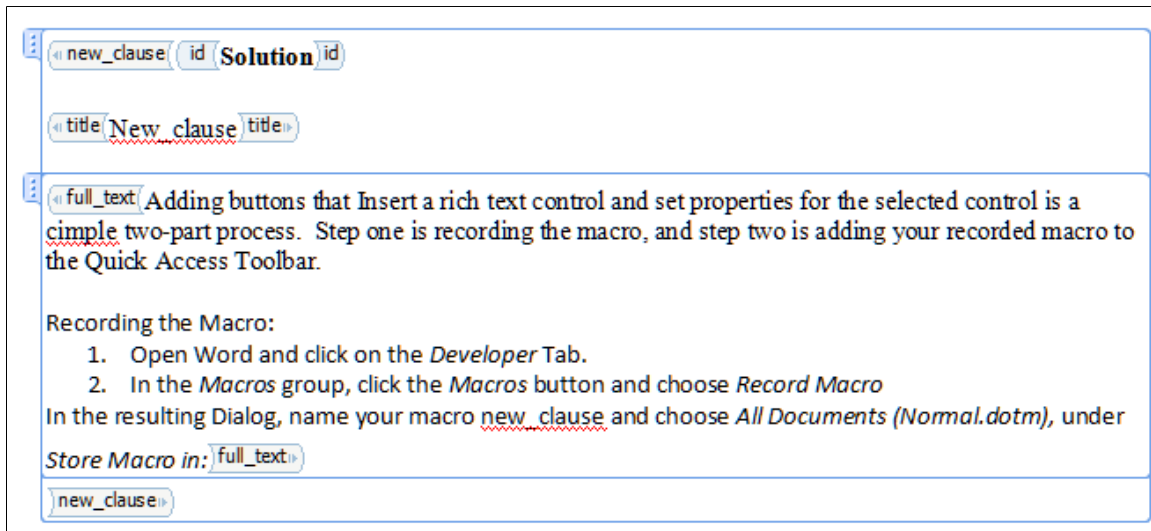 new_clause id Solution id
title New_clause title
full_text Adding buttons that Insert a rich text control and set properties for the selected control is a
cimple two-part process.  Step one is recording the macro, and step two is adding your recorded macro to
the Quick Access Toolbar.
Recording the Macro:
1. Open Word and click on the Developer Tab.
2. In the Macros group, click the Macros button and choose Record Macro
In the resulting Dialog, name your macro new_clause and choose All Documents (Normal.dotm), under
Store Macro in: full_text
new_clause